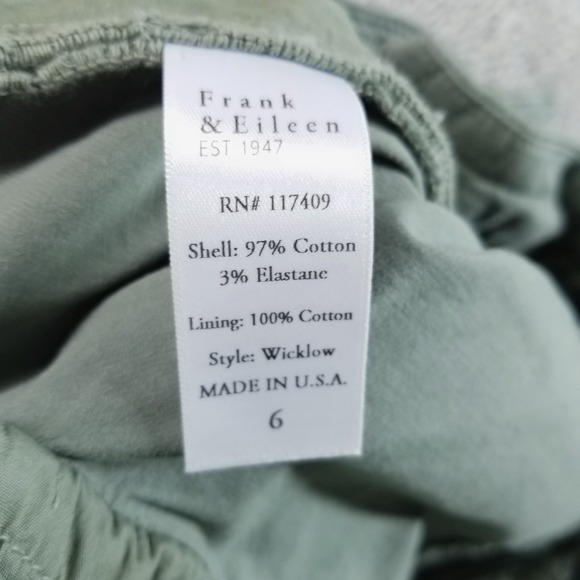 Frank
& Eileen
EST 1947
RN# 117409
Shell: 97% Cotton
3% Elastane
Lining: 100% Cotton
Style: Wicklow
MADE IN U.S.A.
6